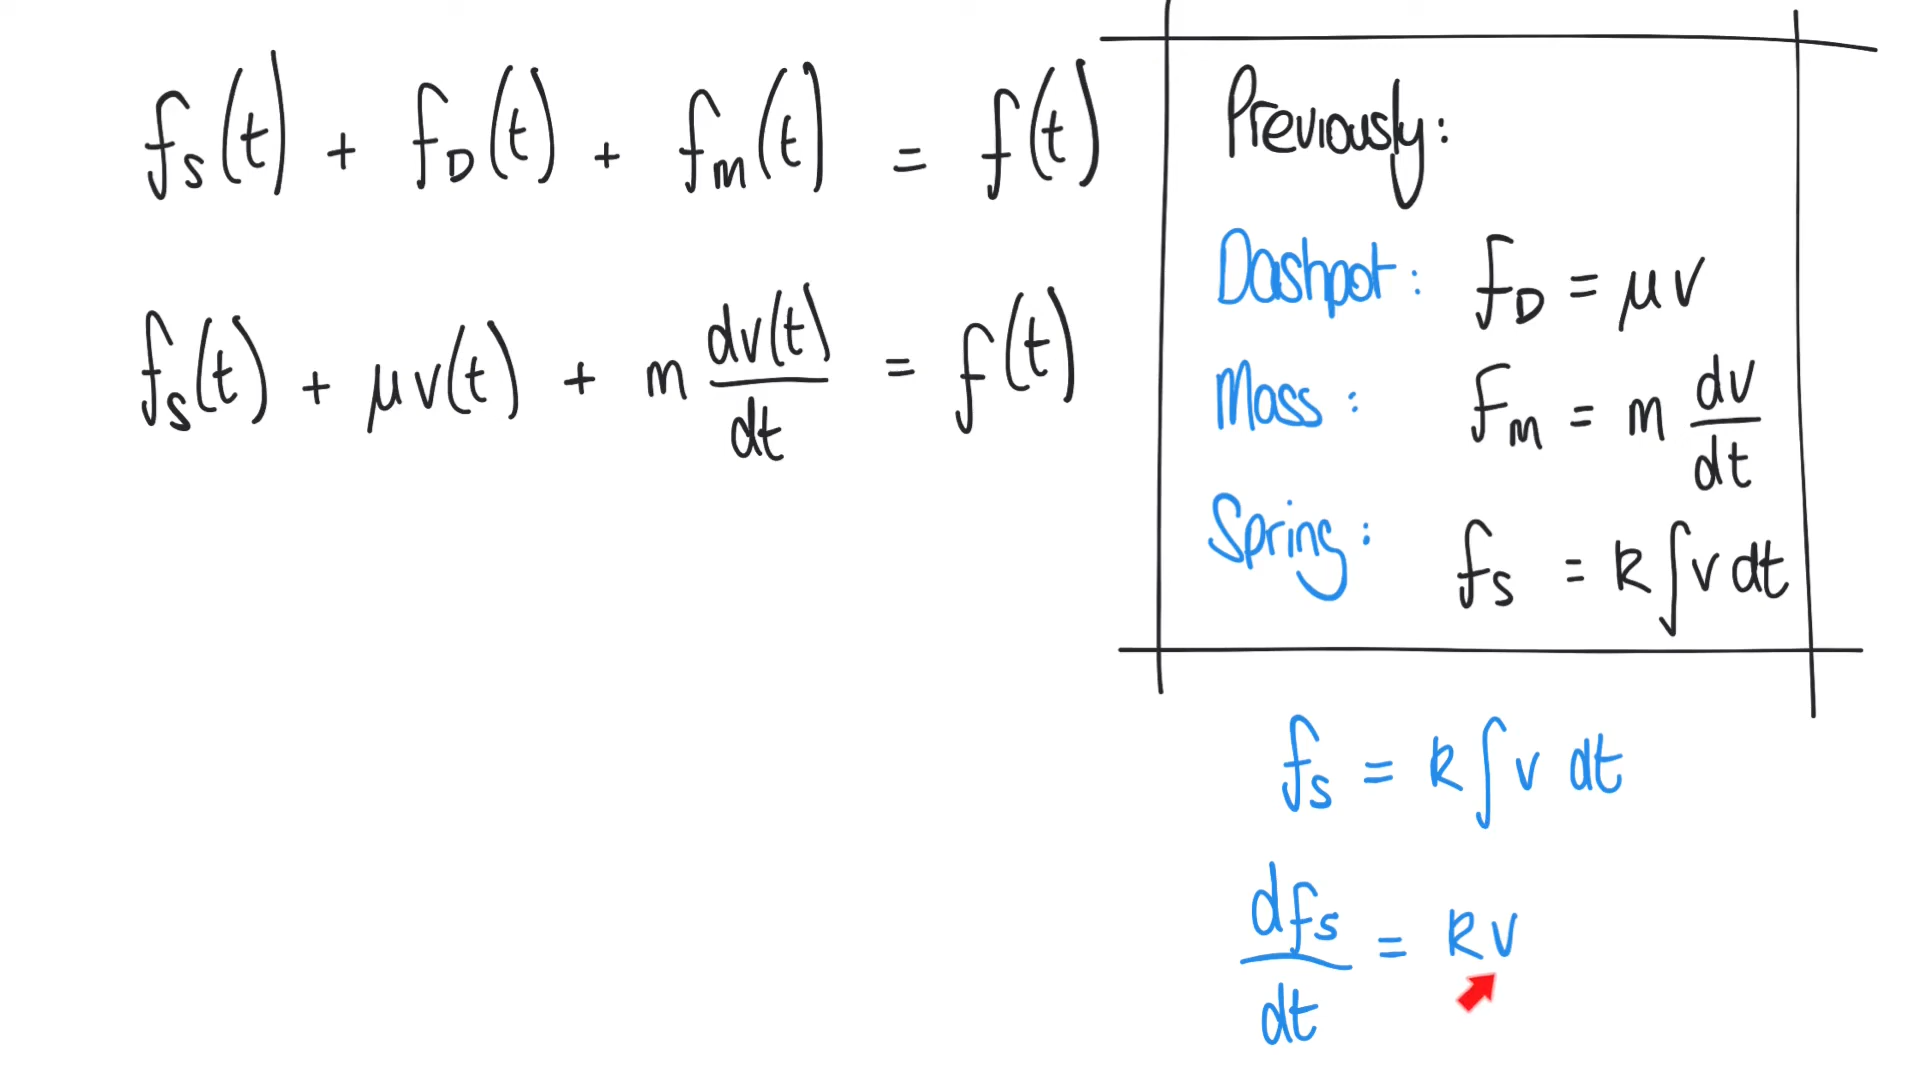 fs(t) + fD(t) + fm(t) = f(t)
fs(t) + μv(t) + m dv(t)/dt = f(t)
Previously:
Dashpot: fD = μv
Mass: Fm = m dv/dt
Spring: fs = k∫v dt
fs = k∫v dt
dfs/dt = kv